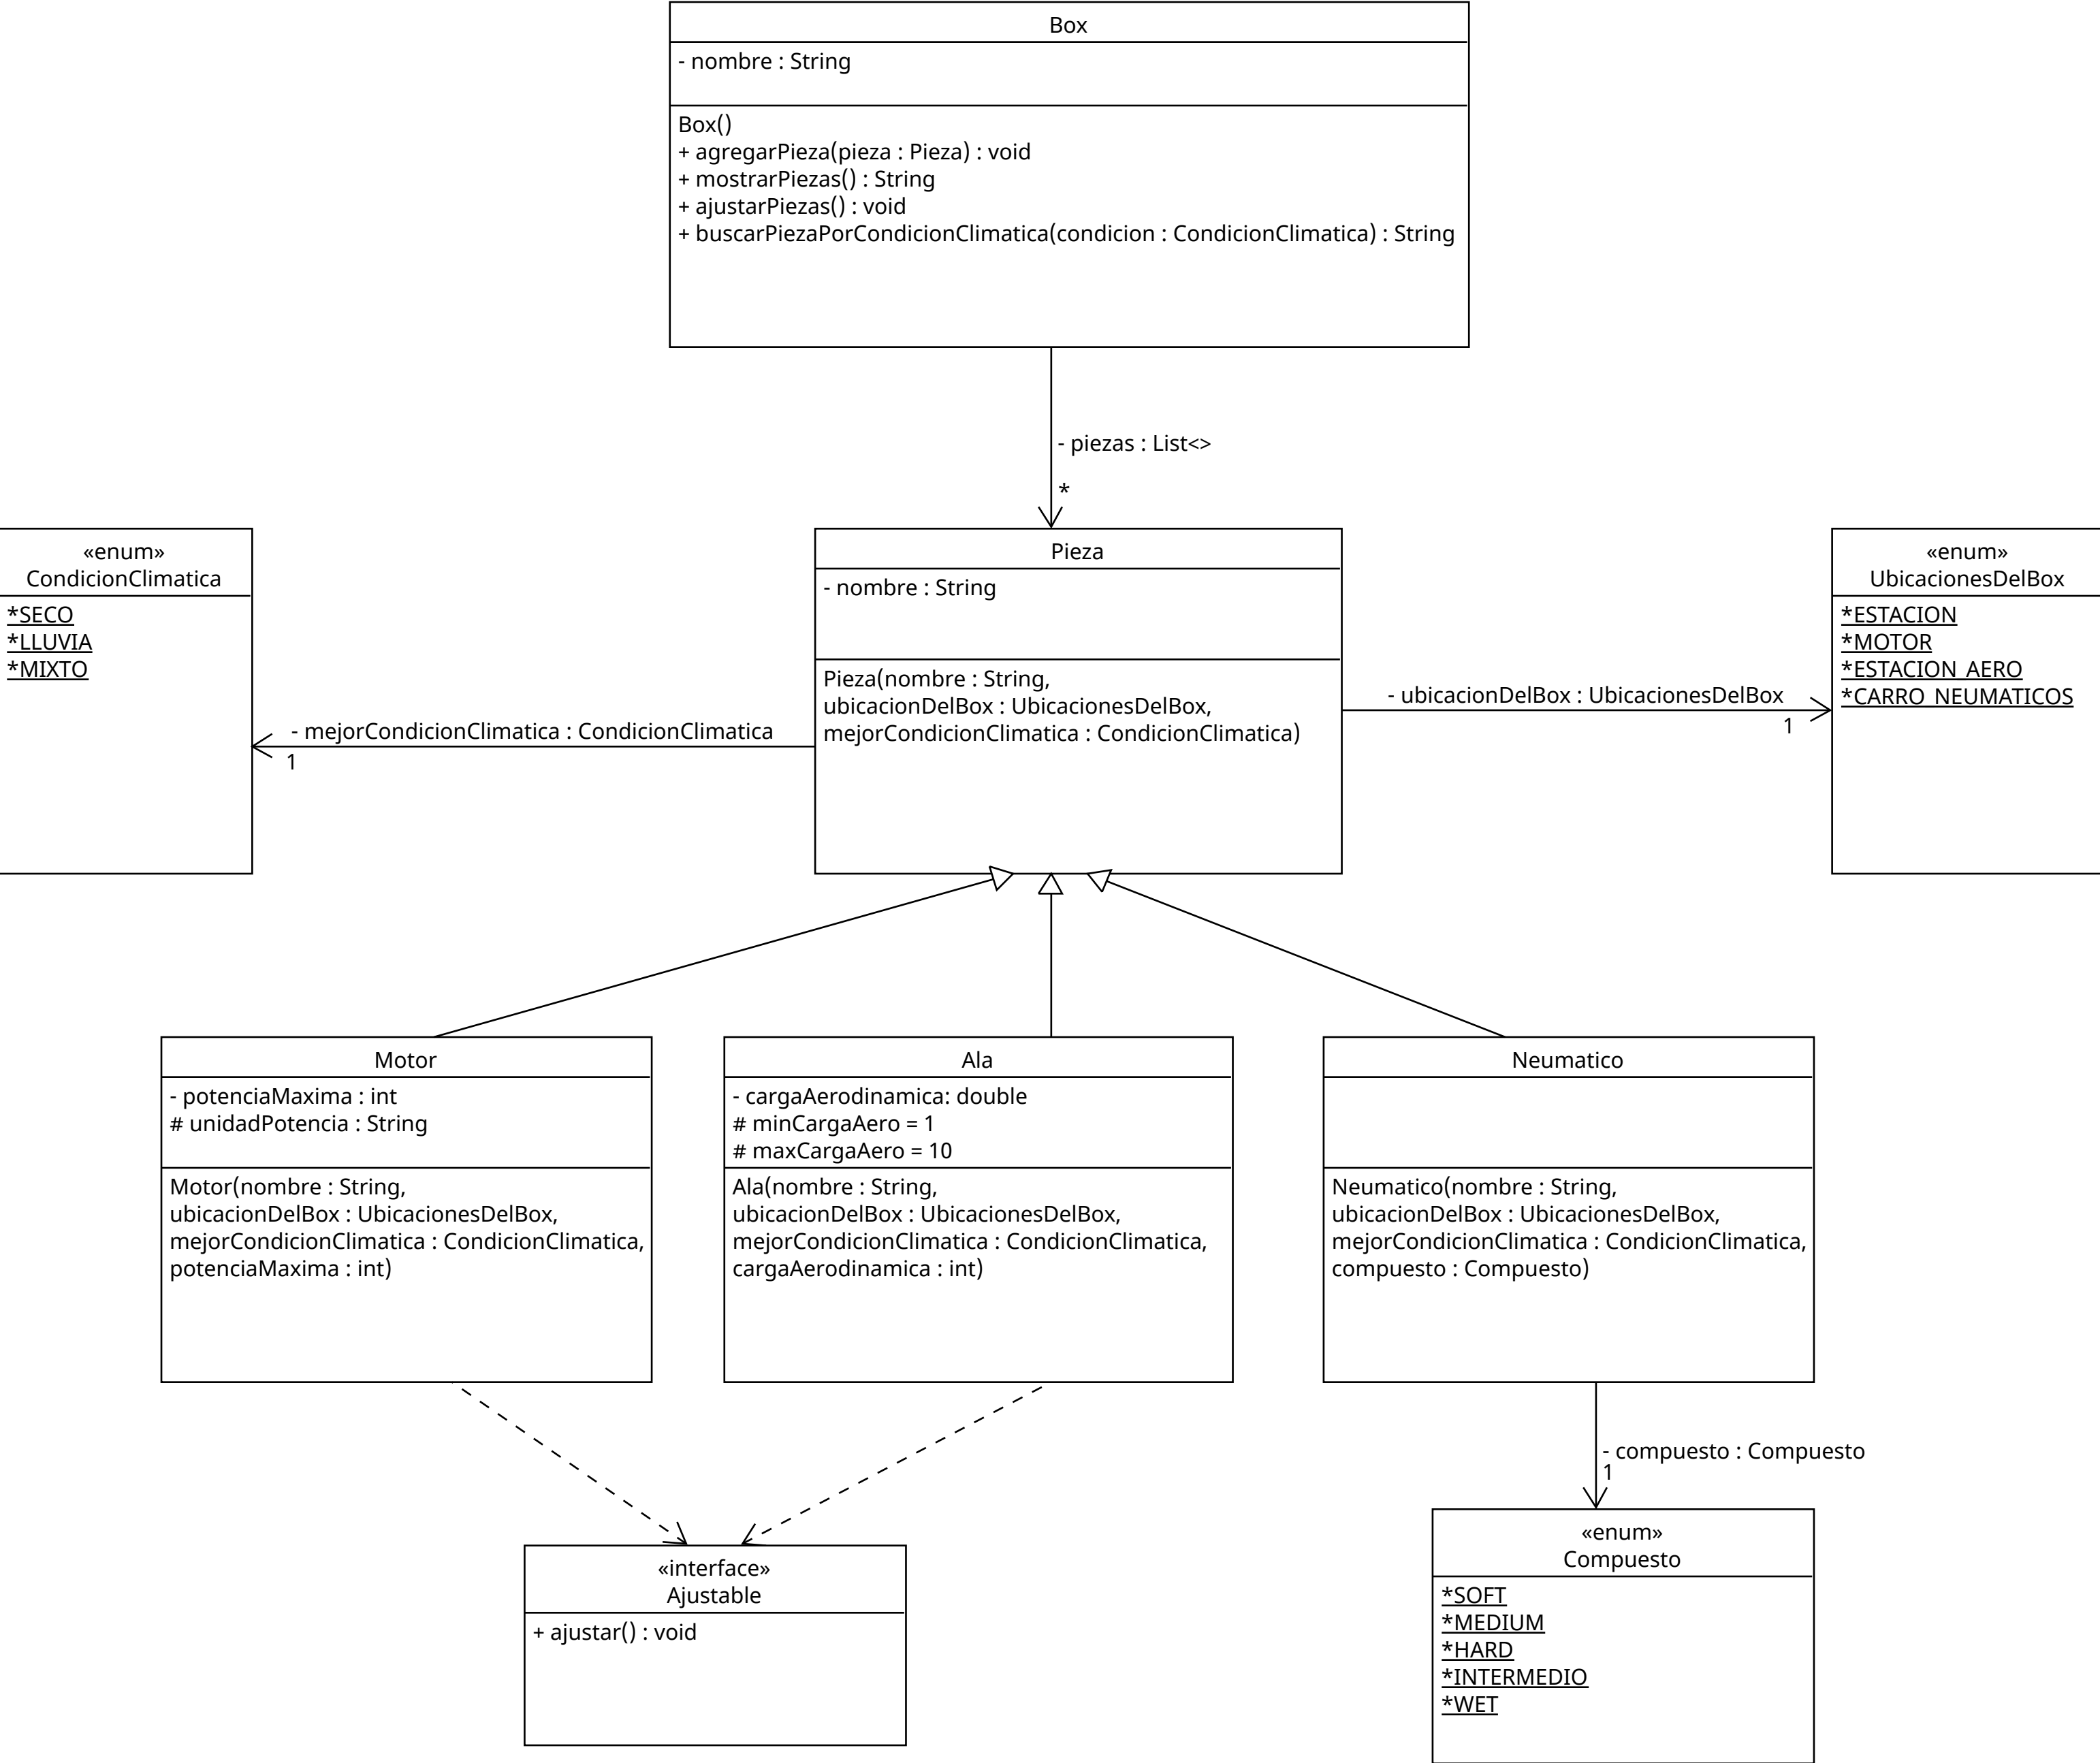 Box
- nombre : String
Box()
+ agregarPieza(pieza : Pieza) : void
+ mostrarPiezas() : String
+ ajustarPiezas() : void
+ buscarPiezaPorCondicionClimatica(condicion : CondicionClimatica) : String
- piezas : List<>
*
«enum»
CondicionClimatica
*SECO
*LLUVIA
*MIXTO
- mejorCondicionClimatica : CondicionClimatica
1
Pieza
- nombre : String
Pieza(nombre : String,
ubicacionDelBox : UbicacionesDelBox,
mejorCondicionClimatica : CondicionClimatica)
- ubicacionDelBox : UbicacionesDelBox
1
«enum»
UbicacionesDelBox
*ESTACION
*MOTOR
*ESTACION_AERO
*CARRO_NEUMATICOS
Motor
- potenciaMaxima : int
# unidadPotencia : String
Motor(nombre : String,
ubicacionDelBox : UbicacionesDelBox,
mejorCondicionClimatica : CondicionClimatica,
potenciaMaxima : int)
Ala
- cargaAerodinamica: double
# minCargaAero = 1
# maxCargaAero = 10
Ala(nombre : String,
ubicacionDelBox : UbicacionesDelBox,
mejorCondicionClimatica : CondicionClimatica,
cargaAerodinamica : int)
Neumatico
Neumatico(nombre : String,
ubicacionDelBox : UbicacionesDelBox,
mejorCondicionClimatica : CondicionClimatica,
compuesto : Compuesto)
- compuesto : Compuesto
1
«interface»
Ajustable
+ ajustar() : void
«enum»
Compuesto
*SOFT
*MEDIUM
*HARD
*INTERMEDIO
*WET